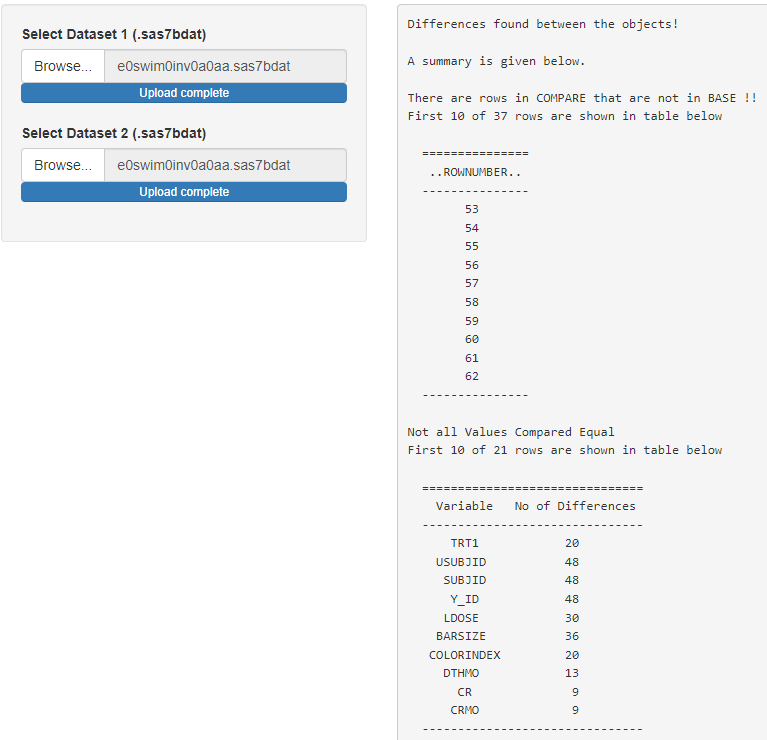 Select Dataset 1 (.sas7bdat)
Browse... e0swim0inv0a0aa.sas7bdat
Upload complete
Select Dataset 2 (.sas7bdat)
Browse... e0swim0inv0a0aa.sas7bdat
Upload complete
Differences found between the objects!
A summary is given below.
There are rows in COMPARE that are not in BASE !!
First 10 of 37 rows are shown in table below
===============
..ROWNUMBER..
---------------
53
54
55
56
57
58
59
60
61
62
---------------
Not all Values Compared Equal
First 10 of 21 rows are shown in table below
===============================
Variable No of Differences
-------------------------------
TRT1 20
USUBJID 48
SUBJID 48
Y_ID 48
LDOSE 30
BARSIZE 36
COLORINDEX 20
DTHMO 13
CR 9
CRMO 9
-------------------------------